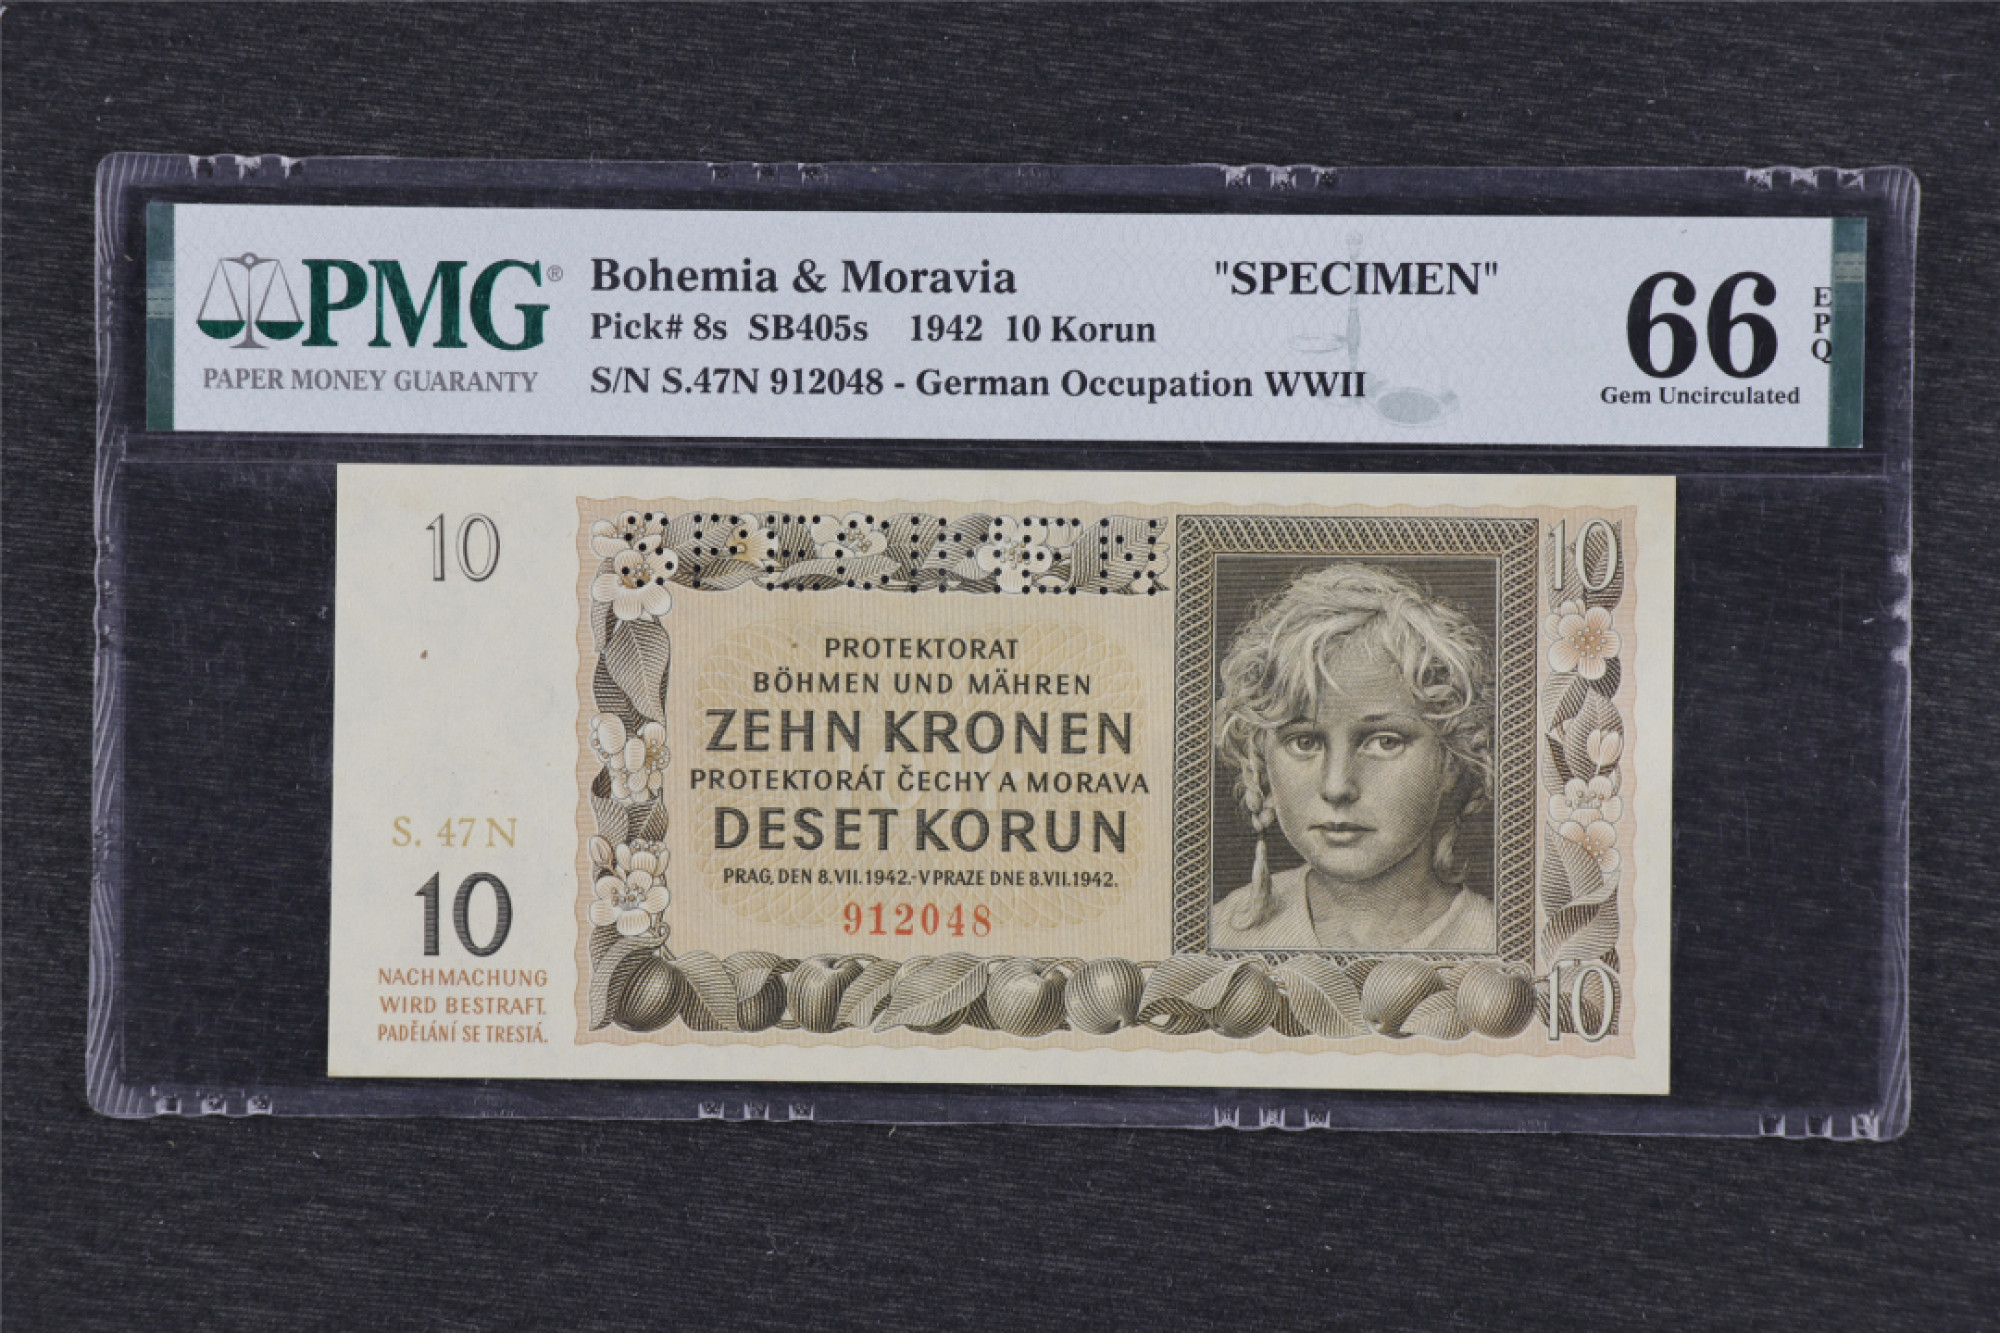 PMG®
PAPER MONEY GUARANTY
Bohemia & Moravia "SPECIMEN"
Pick# 8s SB405s 1942 10 Korun
S/N S.47N 912048 - German Occupation WWII
66 EPQ
Gem Uncirculated
10
10
SPECIMEN
PROTEKTORAT
BÖHMEN UND MÄHREN
ZEHN KRONEN
PROTEKTORÁT ČECHY A MORAVA
DESET KORUN
PRAG, DEN 8.VII.1942.-V PRAZE DNE 8.VII.1942.
912048
S. 47 N
10
NACHMACHUNG
WIRD BESTRAFT.
PADĚLÁNÍ SE TRESTÁ.
10